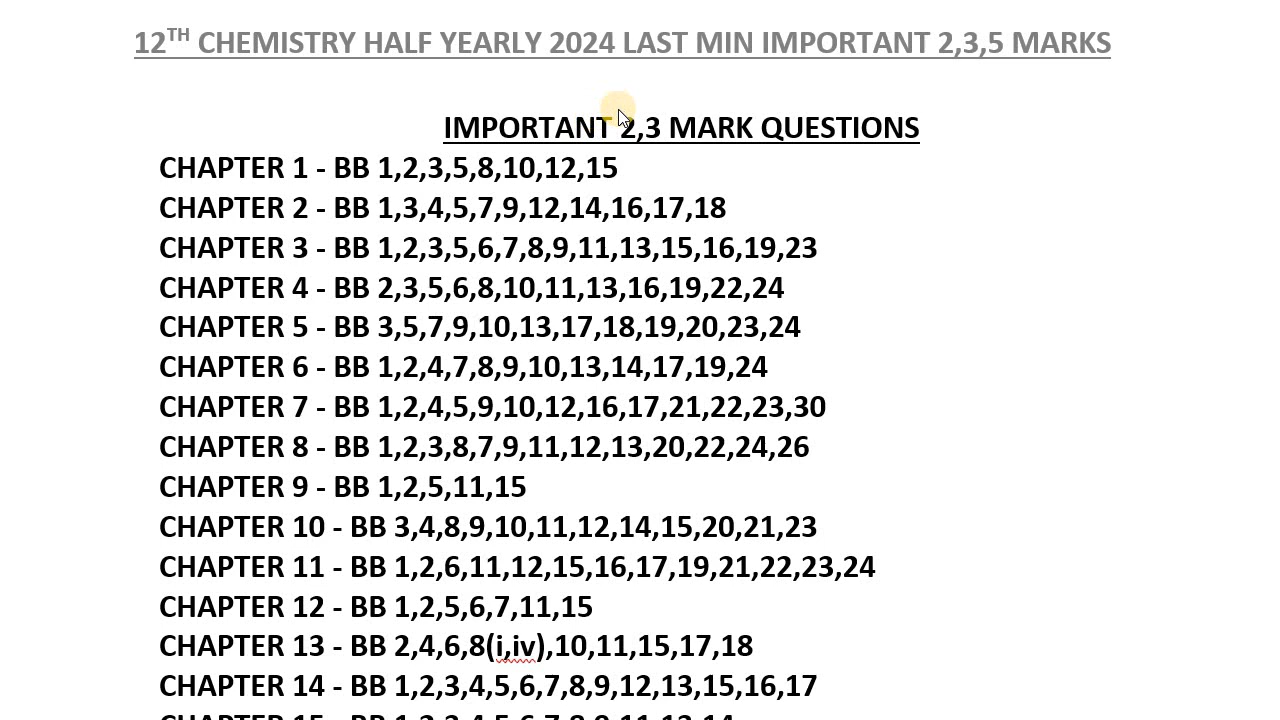 12TH CHEMISTRY HALF YEARLY 2024 LAST MIN IMPORTANT 2,3,5 MARKS
IMPORTANT 2,3 MARK QUESTIONS
CHAPTER 1 - BB 1,2,3,5,8,10,12,15
CHAPTER 2 - BB 1,3,4,5,7,9,12,14,16,17,18
CHAPTER 3 - BB 1,2,3,5,6,7,8,9,11,13,15,16,19,23
CHAPTER 4 - BB 2,3,5,6,8,10,11,13,16,19,22,24
CHAPTER 5 - BB 3,5,7,9,10,13,17,18,19,20,23,24
CHAPTER 6 - BB 1,2,4,7,8,9,10,13,14,17,19,24
CHAPTER 7 - BB 1,2,4,5,9,10,12,16,17,21,22,23,30
CHAPTER 8 - BB 1,2,3,8,7,9,11,12,13,20,22,24,26
CHAPTER 9 - BB 1,2,5,11,15
CHAPTER 10 - BB 3,4,8,9,10,11,12,14,15,20,21,23
CHAPTER 11 - BB 1,2,6,11,12,15,16,17,19,21,22,23,24
CHAPTER 12 - BB 1,2,5,6,7,11,15
CHAPTER 13 - BB 2,4,6,8(i,iv),10,11,15,17,18
CHAPTER 14 - BB 1,2,3,4,5,6,7,8,9,12,13,15,16,17